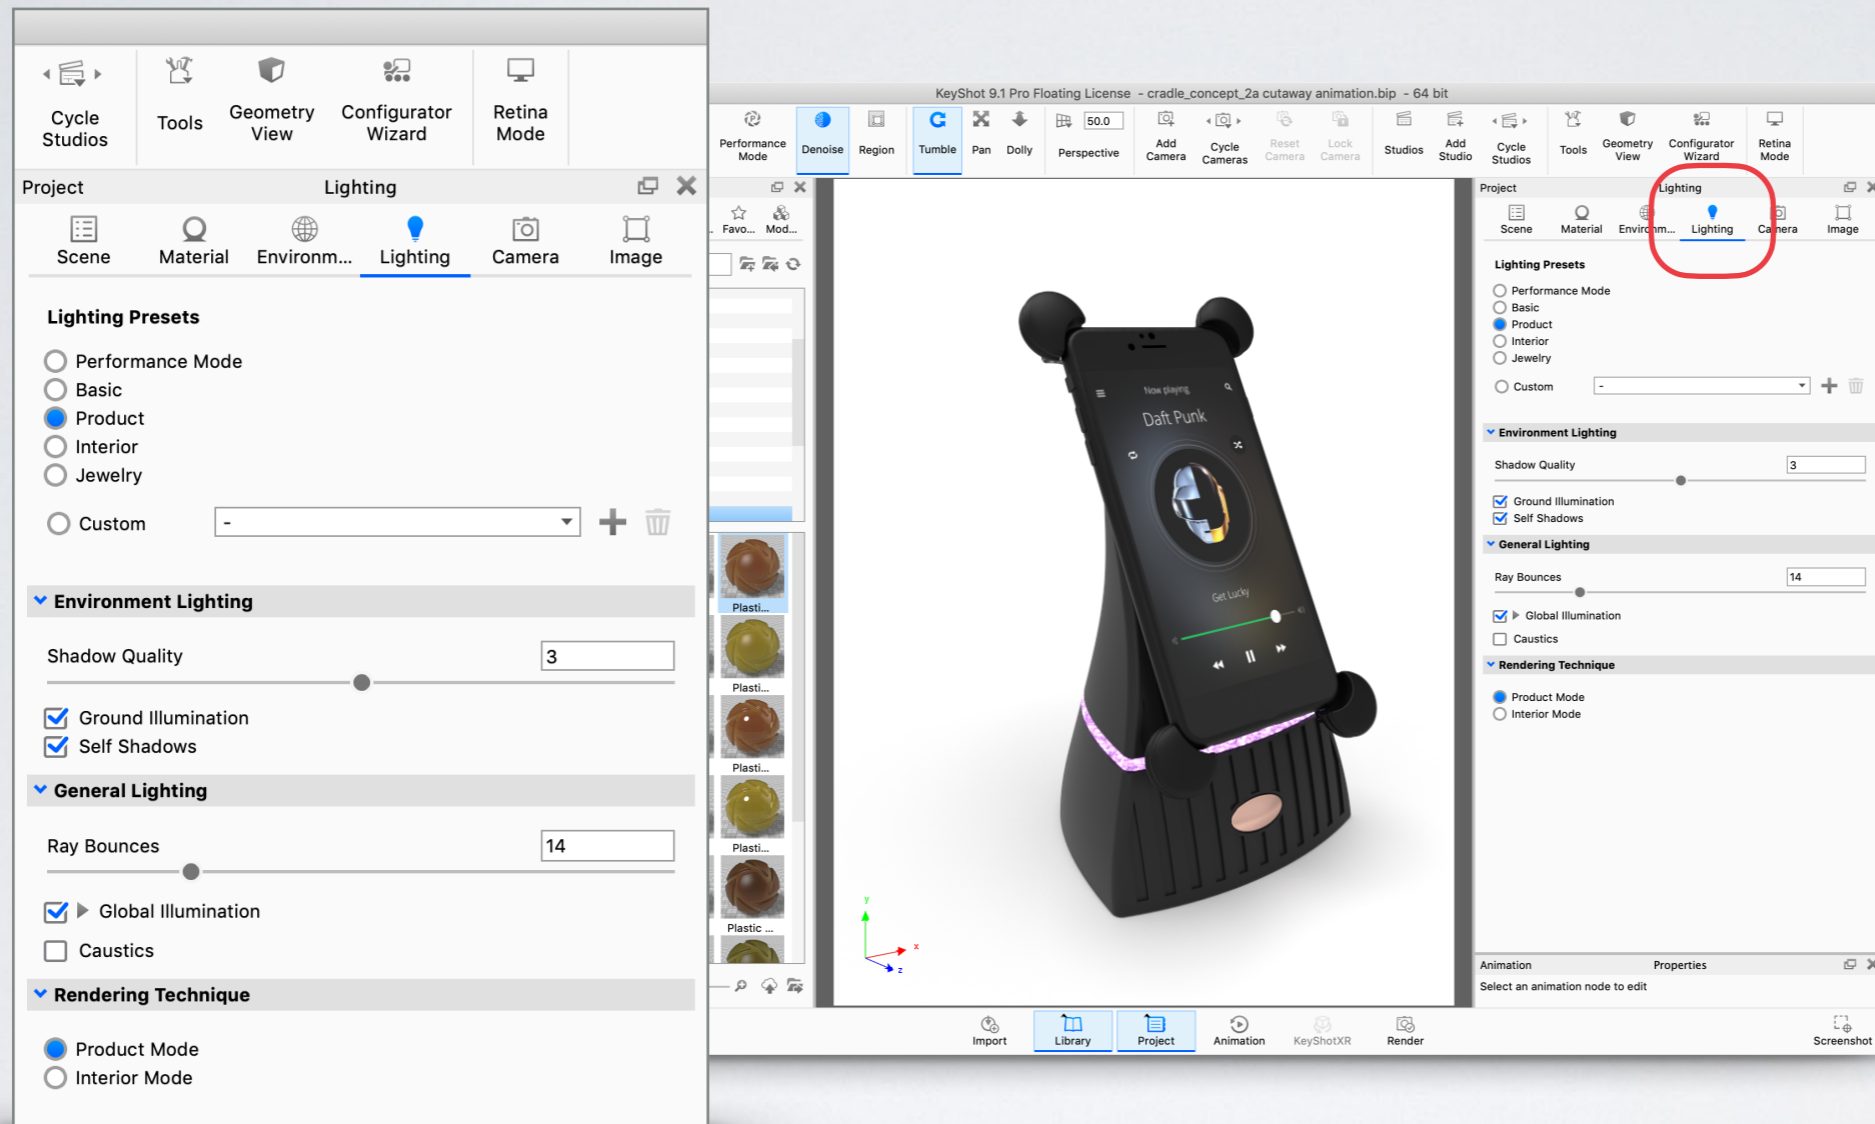 Cycle
Studios
Tools
Geometry
View
Configurator
Wizard
Retina
Mode
Project
Lighting
Scene
Material
Environm...
Lighting
Camera
Image
Lighting Presets
Performance Mode
Basic
Product
Interior
Jewelry
Custom
-
Environment Lighting
Shadow Quality
3
Ground Illumination
Self Shadows
General Lighting
Ray Bounces
14
Global Illumination
Caustics
Rendering Technique
Product Mode
Interior Mode
KeyShot 9.1 Pro Floating License - cradle_concept_2a cutaway animation.bip - 64 bit
Performance
Mode
Denoise
Region
Tumble
Pan
Dolly
50.0
Perspective
Add
Camera
Cycle
Cameras
Reset
Camera
Lock
Camera
Studios
Add
Studio
Cycle
Studios
Tools
Geometry
View
Configurator
Wizard
Retina
Mode
Favo...
Mod...
Plasti...
Plasti...
Plasti...
Plasti...
Plastic ...
Now playing
Daft Punk
Get Lucky
y
x
z
Project
Lighting
Scene
Material
Environm...
Lighting
Camera
Image
Lighting Presets
Performance Mode
Basic
Product
Interior
Jewelry
Custom
-
Environment Lighting
Shadow Quality
3
Ground Illumination
Self Shadows
General Lighting
Ray Bounces
14
Global Illumination
Caustics
Rendering Technique
Product Mode
Interior Mode
Animation
Properties
Select an animation node to edit
Import
Library
Project
Animation
KeyShotXR
Render
Screenshot